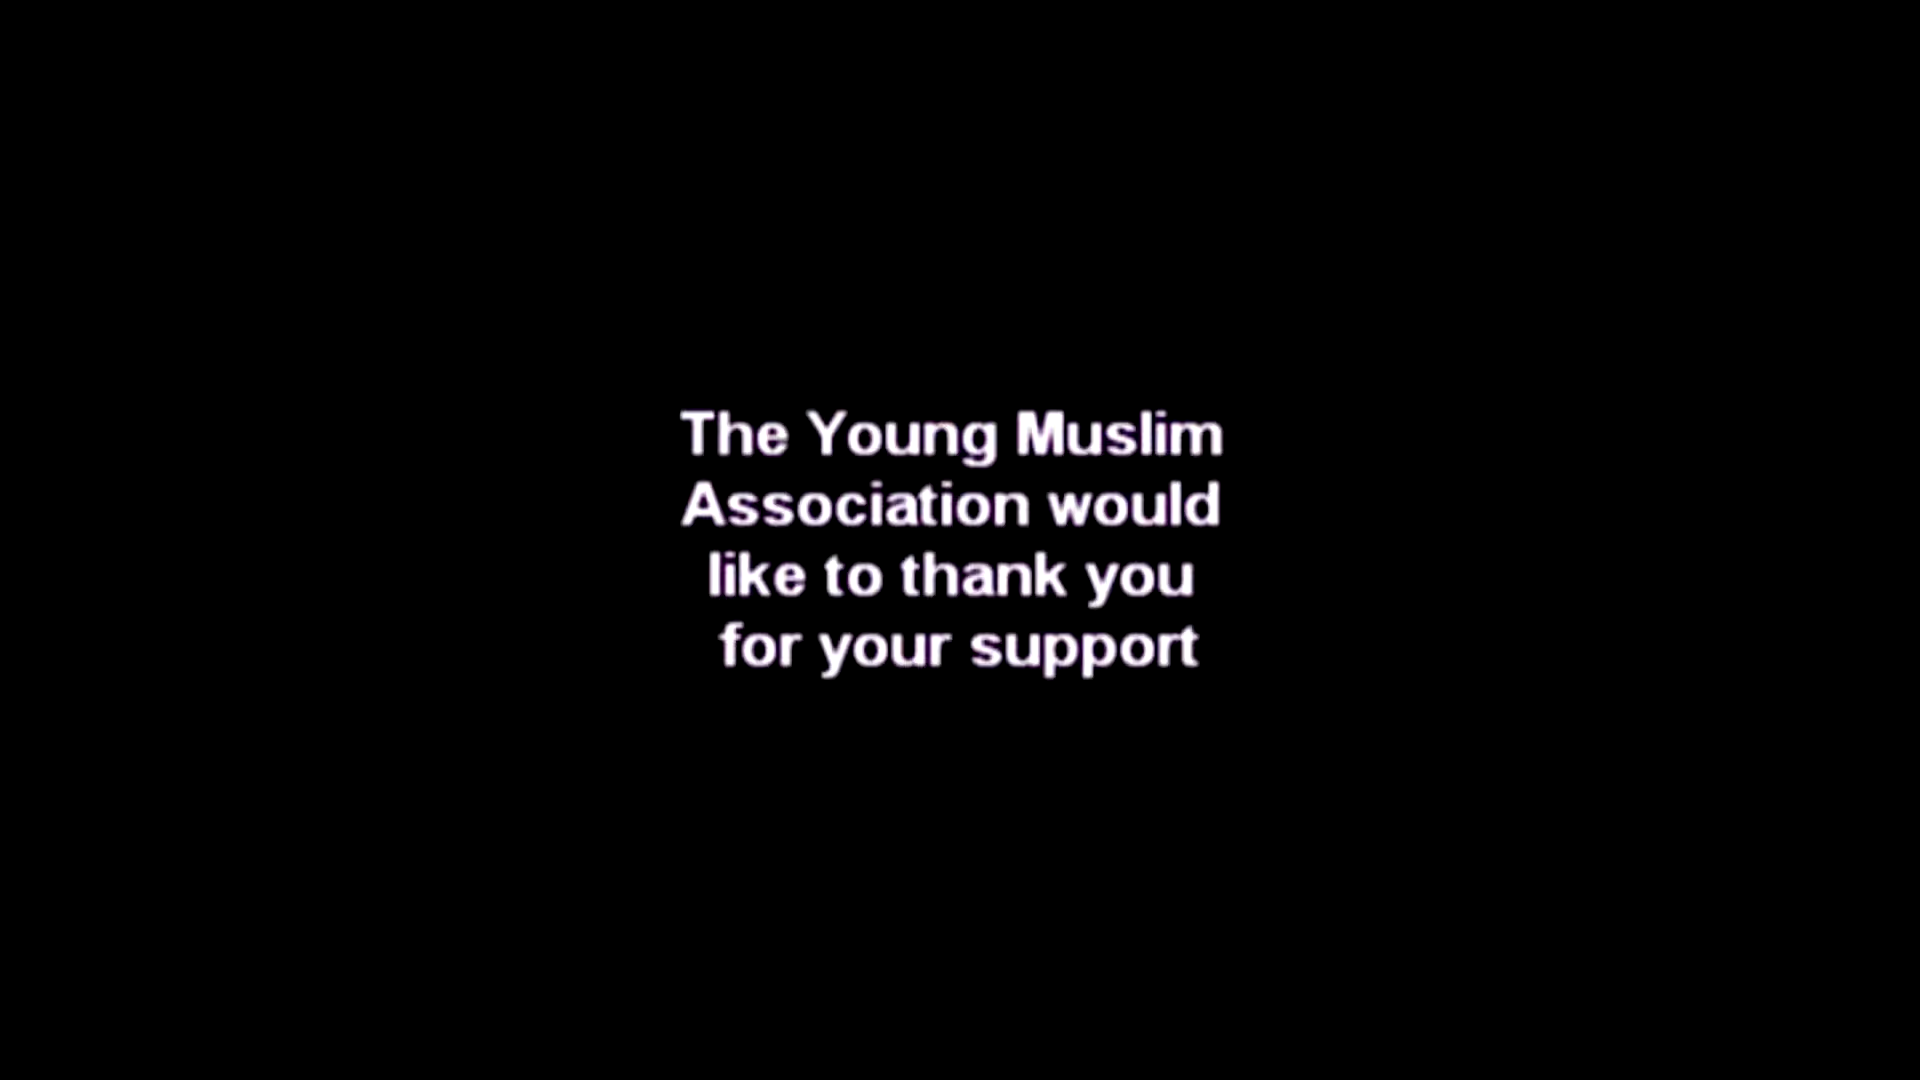 The Young Muslim
Association would
like to thank you
for your support